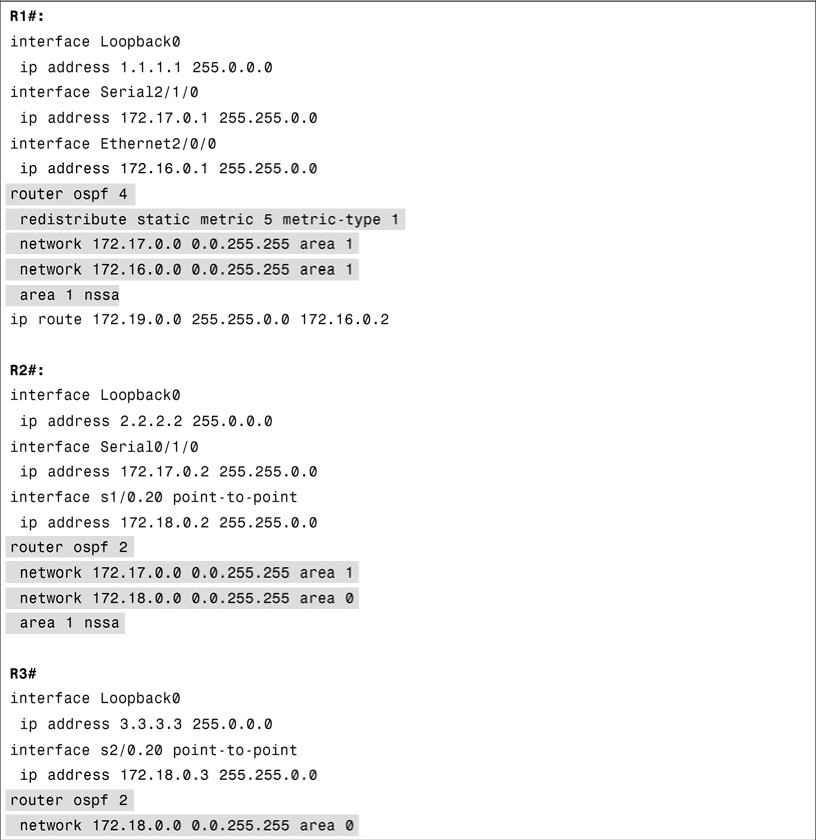 R1#:
interface Loopback0
 ip address 1.1.1.1 255.0.0.0
interface Serial2/1/0
 ip address 172.17.0.1 255.255.0.0
interface Ethernet2/0/0
 ip address 172.16.0.1 255.255.0.0
router ospf 4
 redistribute static metric 5 metric-type 1
 network 172.17.0.0 0.0.255.255 area 1
 network 172.16.0.0 0.0.255.255 area 1
 area 1 nssa
ip route 172.19.0.0 255.255.0.0 172.16.0.2
R2#:
interface Loopback0
 ip address 2.2.2.2 255.0.0.0
interface Serial0/1/0
 ip address 172.17.0.2 255.255.0.0
interface s1/0.20 point-to-point
 ip address 172.18.0.2 255.255.0.0
router ospf 2
 network 172.17.0.0 0.0.255.255 area 1
 network 172.18.0.0 0.0.255.255 area 0
 area 1 nssa
R3#
interface Loopback0
 ip address 3.3.3.3 255.0.0.0
interface s2/0.20 point-to-point
 ip address 172.18.0.3 255.255.0.0
router ospf 2
 network 172.18.0.0 0.0.255.255 area 0